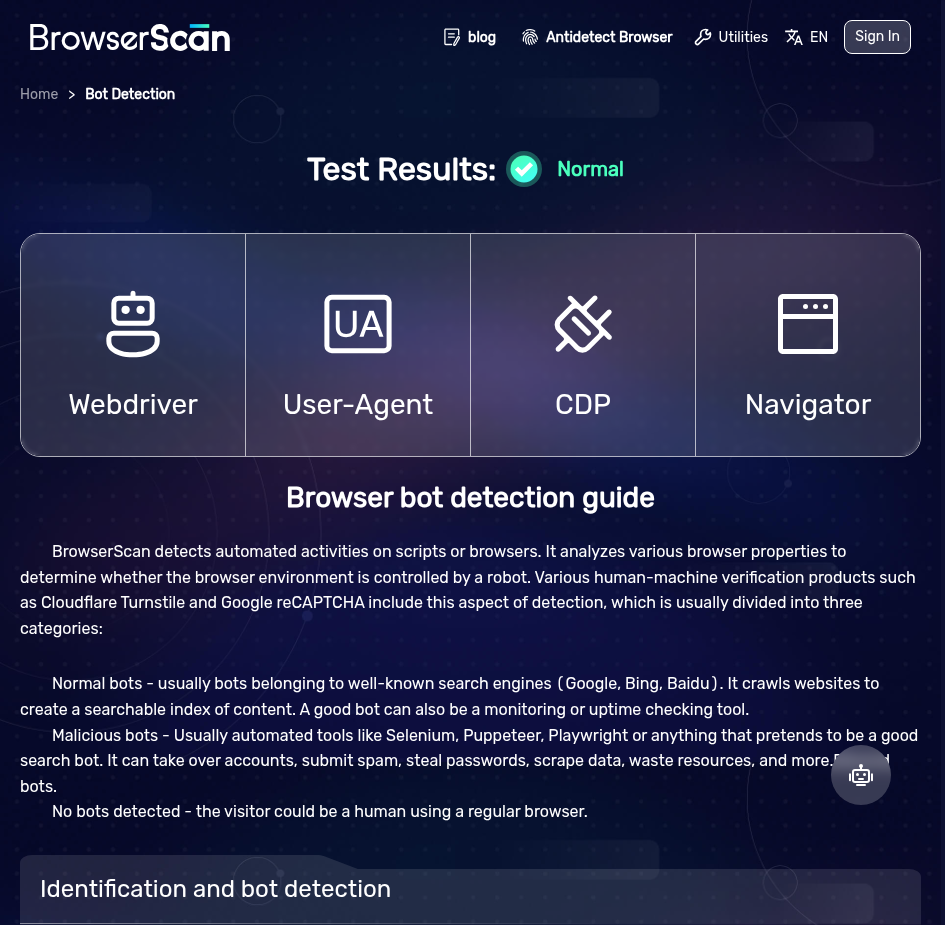 BrowserScan
blog
Antidetect Browser
Utilities
EN
Sign In
Home > Bot Detection
Test Results: Normal
Webdriver
UA
User-Agent
CDP
Navigator
Browser bot detection guide
BrowserScan detects automated activities on scripts or browsers. It analyzes various browser properties to
determine whether the browser environment is controlled by a robot. Various human-machine verification products such
as Cloudflare Turnstile and Google reCAPTCHA include this aspect of detection, which is usually divided into three
categories:
Normal bots - usually bots belonging to well-known search engines (Google, Bing, Baidu). It crawls websites to
create a searchable index of content. A good bot can also be a monitoring or uptime checking tool.
Malicious bots - Usually automated tools like Selenium, Puppeteer, Playwright or anything that pretends to be a good
search bot. It can take over accounts, submit spam, steal passwords, scrape data, waste resources, and more.
bots.
No bots detected - the visitor could be a human using a regular browser.
Identification and bot detection